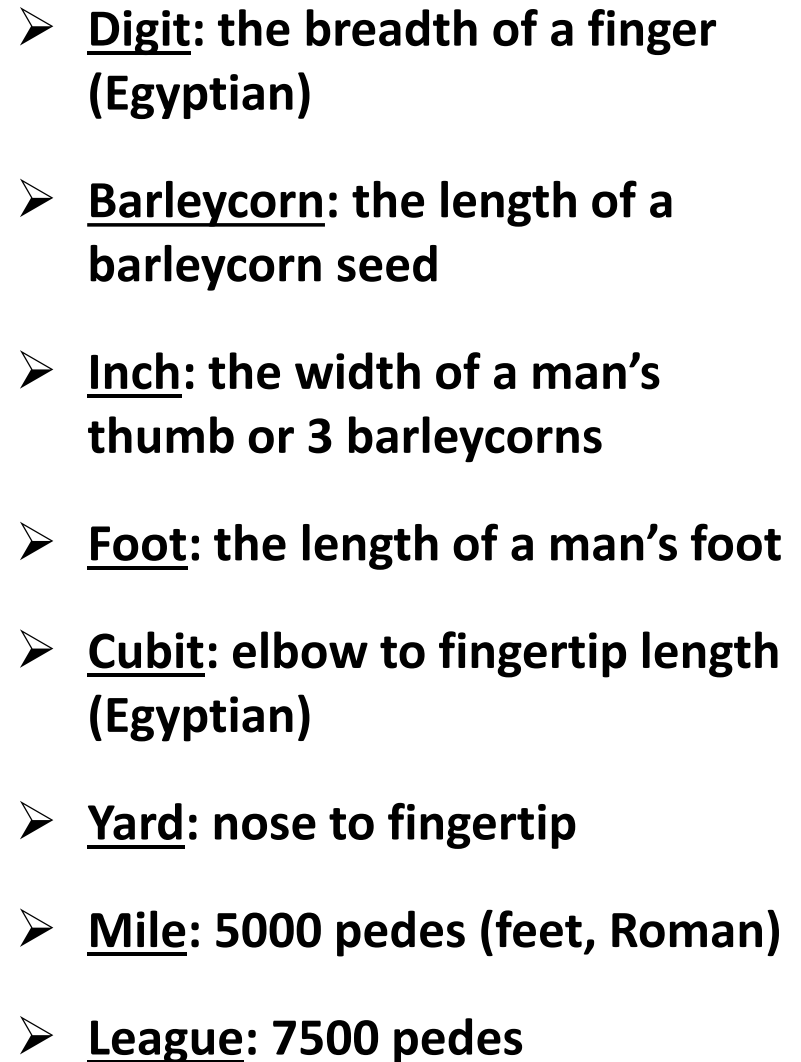 ➢ Digit: the breadth of a finger
(Egyptian)
➢ Barleycorn: the length of a
barleycorn seed
➢ Inch: the width of a man’s
thumb or 3 barleycorns
➢ Foot: the length of a man’s foot
➢ Cubit: elbow to fingertip length
(Egyptian)
➢ Yard: nose to fingertip
➢ Mile: 5000 pedes (feet, Roman)
➢ League: 7500 pedes